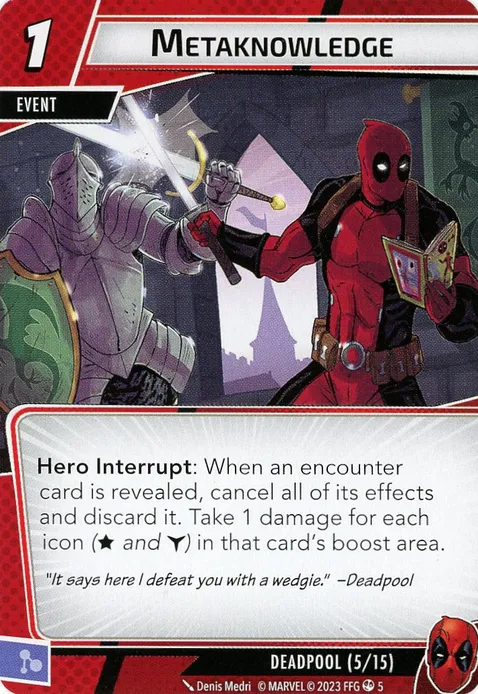 1
METAKNOWLEDGE
EVENT
Hero Interrupt: When an encounter
card is revealed, cancel all of its effects
and discard it. Take 1 damage for each
icon (★ and ) in that card's boost area.
"It says here I defeat you with a wedgie." –Deadpool
DEADPOOL (5/15)
Denis Medri © MARVEL © 2023 FFG 5